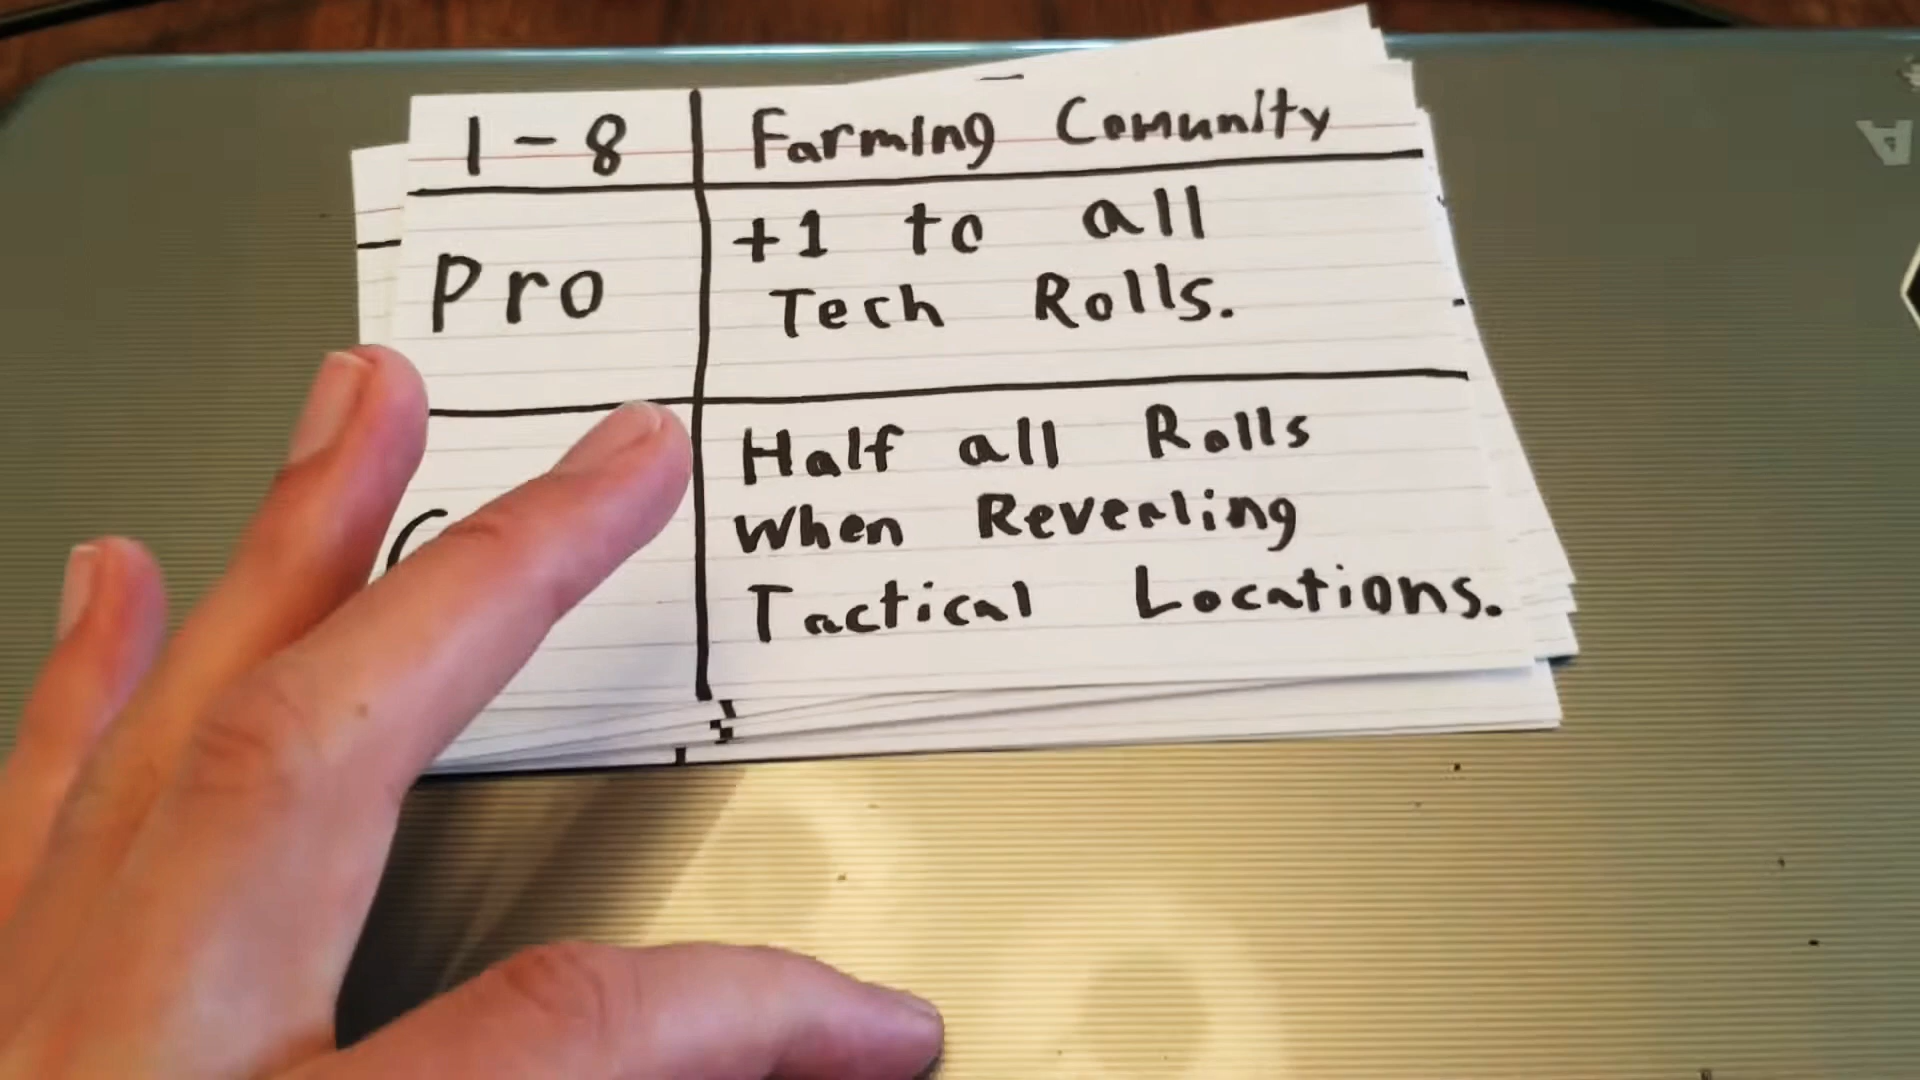 1-8 Farming Comunity
Pro +1 to all
Tech Rolls.
Half all Rolls
When Revealing
Tactical Locations.